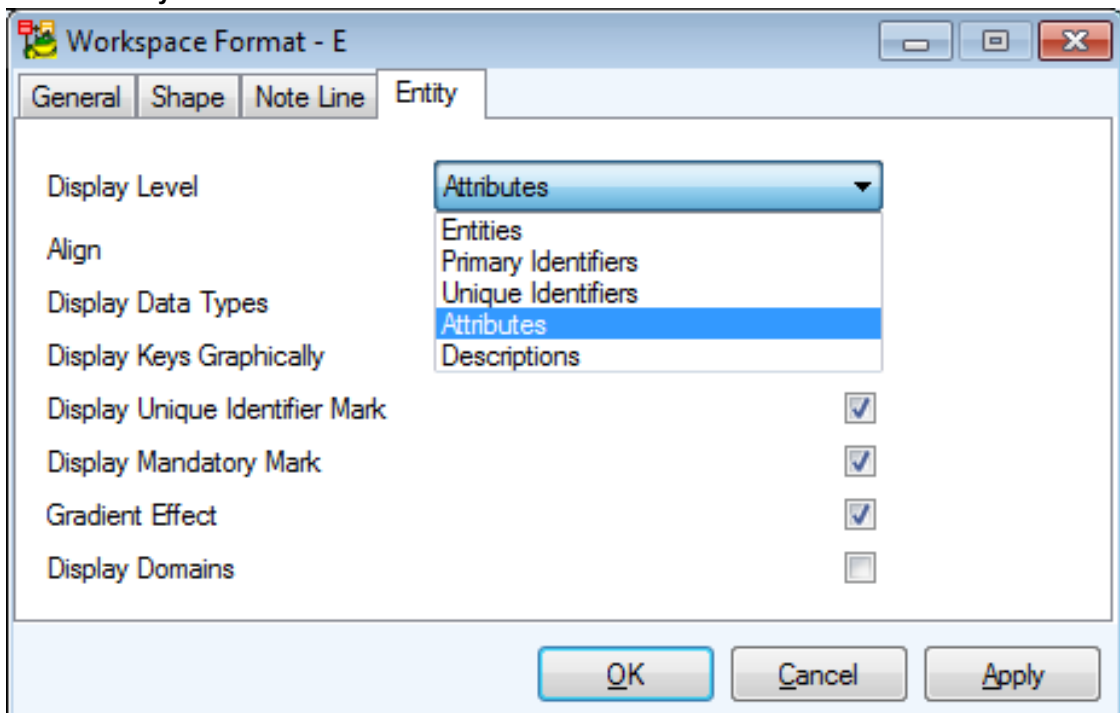 Workspace Format - E
General Shape Note Line Entity
Display Level Attributes
Entities
Align
Primary Identifiers
Unique Identifiers
Display Data Types
Attributes
Display Keys Graphically Descriptions
Display Unique Identifier Mark
Display Mandatory Mark
Gradient Effect
Display Domains
OK Cancel Apply